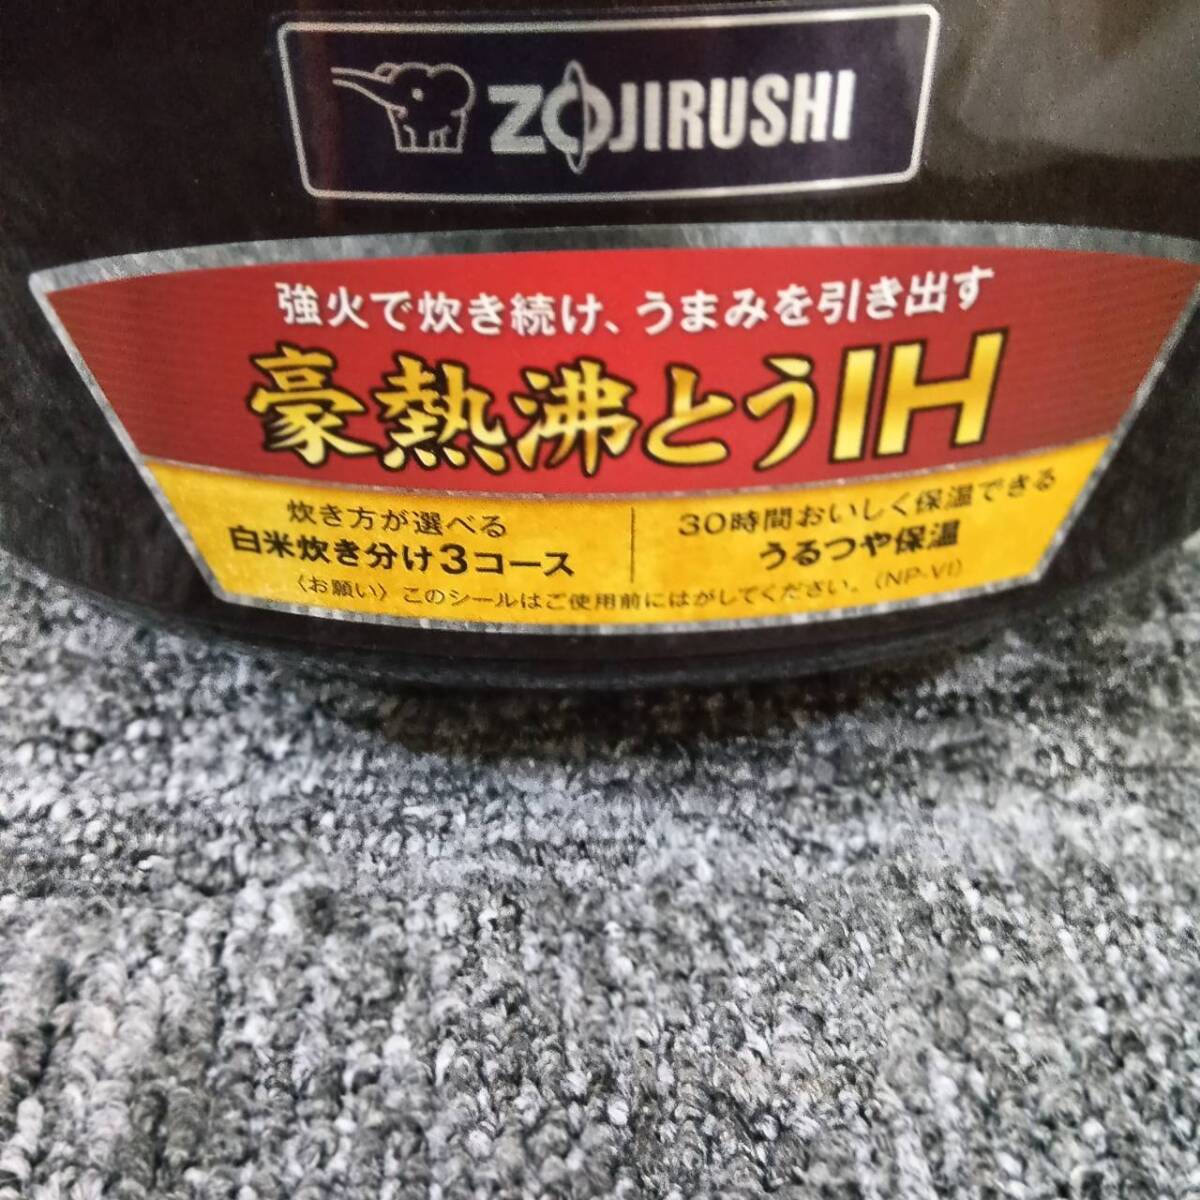 ZOJIRUSHI
強火で炊き続け、うまみを引き出す
豪熱沸とうIH
炊き方が選べる
白米炊き分け3コース
30時間おいしく保温できる
うるつや保温
〈お願い〉このシールはご使用前にはがしてください。(NP-VI)